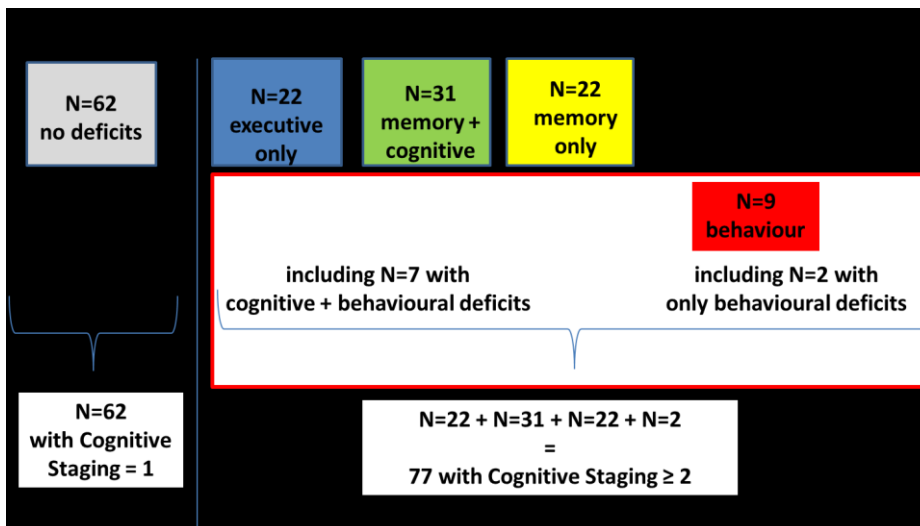 N=62
no deficits
N=22
executive
only
N=31
memory +
cognitive
N=22
memory
only
N=9
behaviour
including N=7 with
cognitive + behavioural deficits
including N=2 with
only behavioural deficits
N=62
with Cognitive
Staging = 1
N=22 + N=31 + N=22 + N=2
=
77 with Cognitive Staging ≥ 2